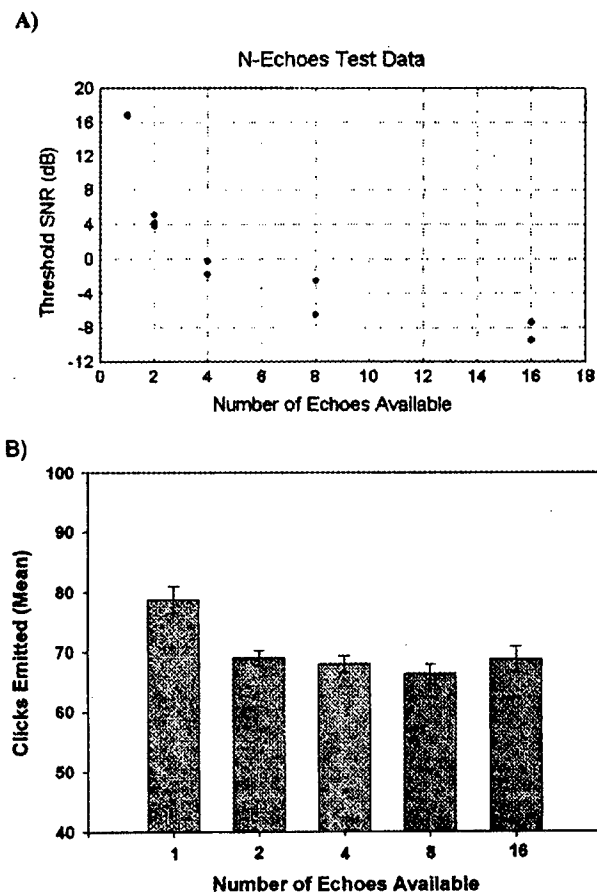 A)
N-Echoes Test Data
Threshold SNR (dB)
20
16
12
8
4
0
-4
-8
-12
0 2 4 6 8 10 12 14 16 18
Number of Echoes Available
B)
Clicks Emitted (Mean)
100
90
80
70
60
50
40
1 2 4 8 16
Number of Echoes Available